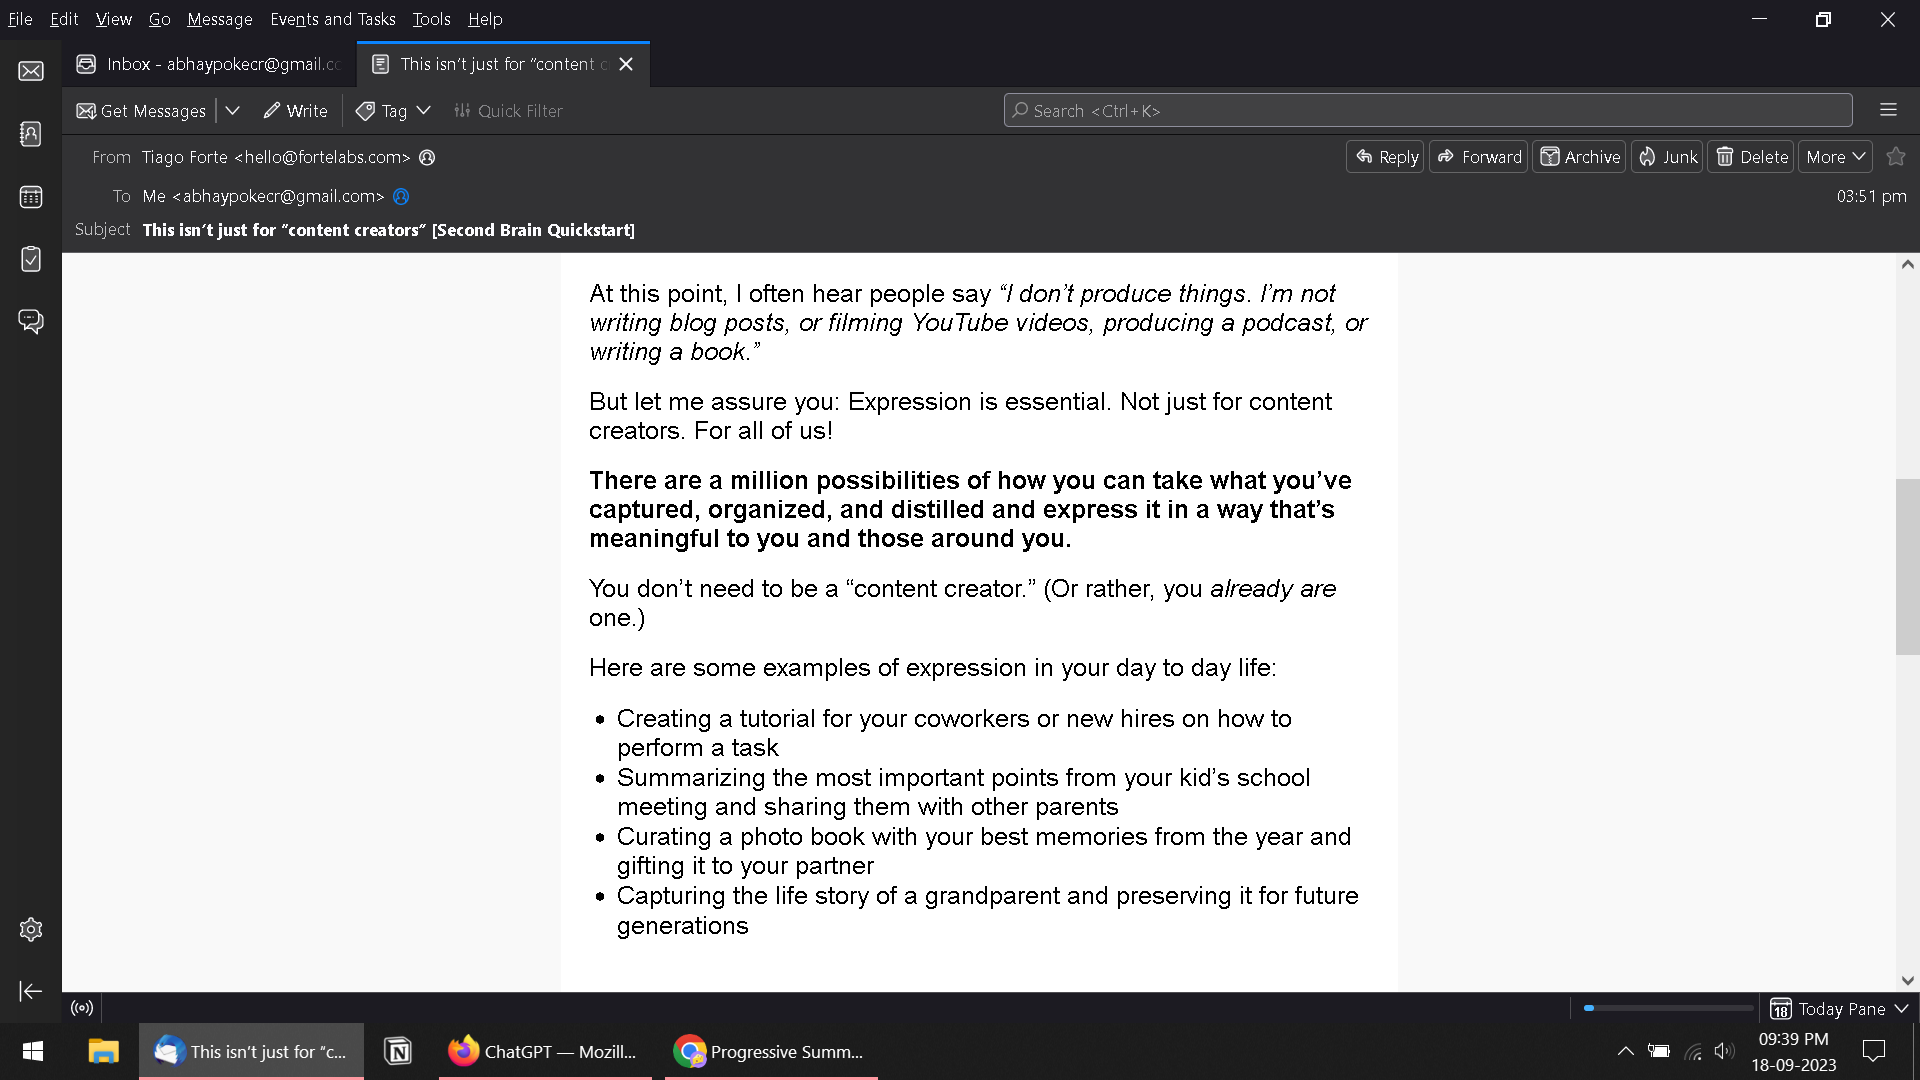 File Edit View Go Message Events and Tasks Tools Help
Inbox - abhaypokecr@gmail.cc
This isn't just for “content c
Get Messages Write Tag Quick Filter Search <Ctrl+K>
From Tiago Forte <hello@fortelabs.com> Reply Forward Archive Junk Delete More
To Me <abhaypokecr@gmail.com> 03:51 pm
Subject This isn't just for “content creators” [Second Brain Quickstart]
At this point, I often hear people say “I don’t produce things. I’m not
writing blog posts, or filming YouTube videos, producing a podcast, or
writing a book.”
But let me assure you: Expression is essential. Not just for content
creators. For all of us!
There are a million possibilities of how you can take what you’ve
captured, organized, and distilled and express it in a way that’s
meaningful to you and those around you.
You don’t need to be a “content creator.” (Or rather, you already are
one.)
Here are some examples of expression in your day to day life:
• Creating a tutorial for your coworkers or new hires on how to
perform a task
• Summarizing the most important points from your kid’s school
meeting and sharing them with other parents
• Curating a photo book with your best memories from the year and
gifting it to your partner
• Capturing the life story of a grandparent and preserving it for future
generations
18 Today Pane
This isn't just for “c...
ChatGPT — Mozill...
Progressive Summ...
09:39 PM
18-09-2023